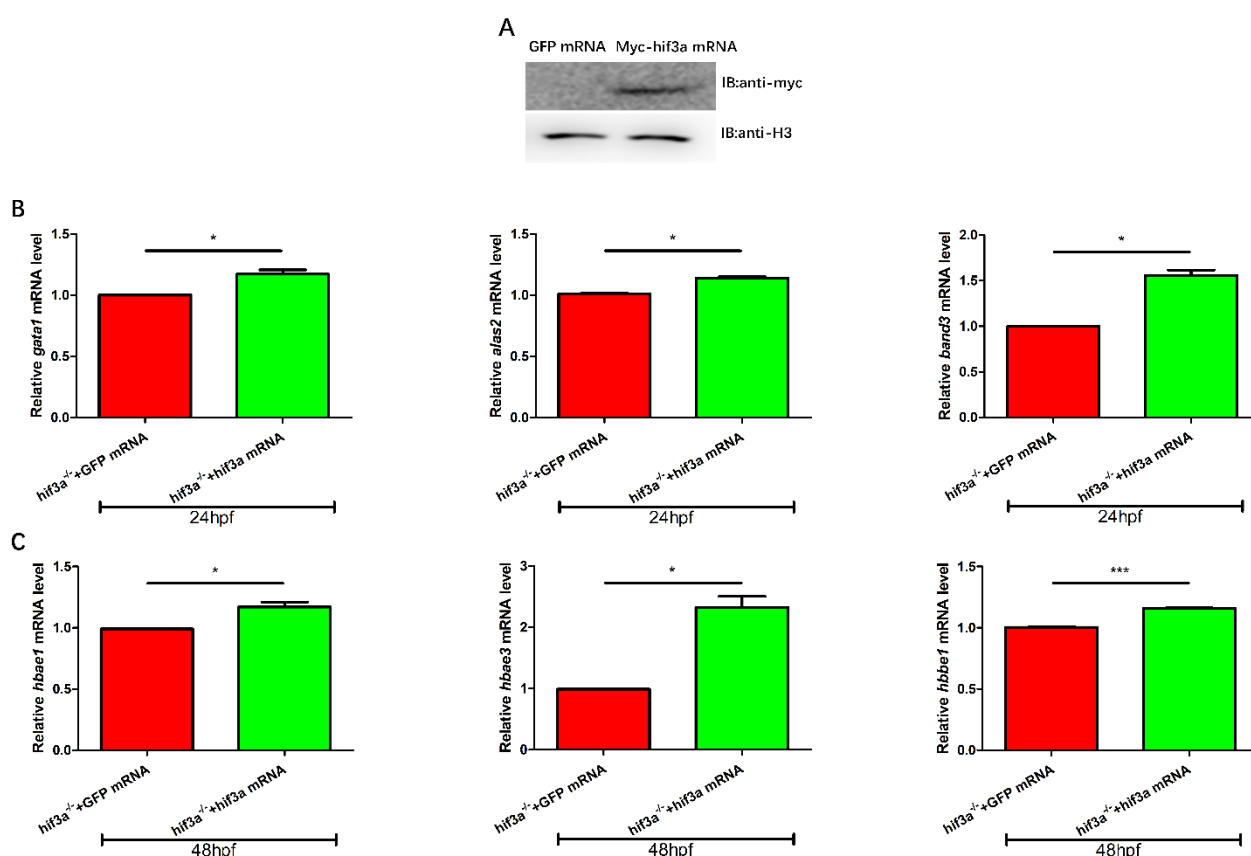 A
GFP mRNA Myc-hif3a mRNA
IB:anti-myc
IB:anti-H3
B
Relative gata1 mRNA level
1.5
1.0
0.5
0.0
*
hif3a-/-+GFP mRNA
hif3a-/-+hif3a mRNA
24hpf
Relative alas2 mRNA level
1.5
1.0
0.5
0.0
*
hif3a-/-+GFP mRNA
hif3a-/-+hif3a mRNA
24hpf
Relative band3 mRNA level
2.0
1.5
1.0
0.5
0.0
*
hif3a-/-+GFP mRNA
hif3a-/-+hif3a mRNA
24hpf
C
Relative hbae1 mRNA level
1.5
1.0
0.5
0.0
*
hif3a-/-+GFP mRNA
hif3a-/-+hif3a mRNA
48hpf
Relative hbae3 mRNA level
3
2
1
0
*
hif3a-/-+GFP mRNA
hif3a-/-+hif3a mRNA
48hpf
Relative hbbe1 mRNA level
1.5
1.0
0.5
0.0
***
hif3a-/-+GFP mRNA
hif3a-/-+hif3a mRNA
48hpf